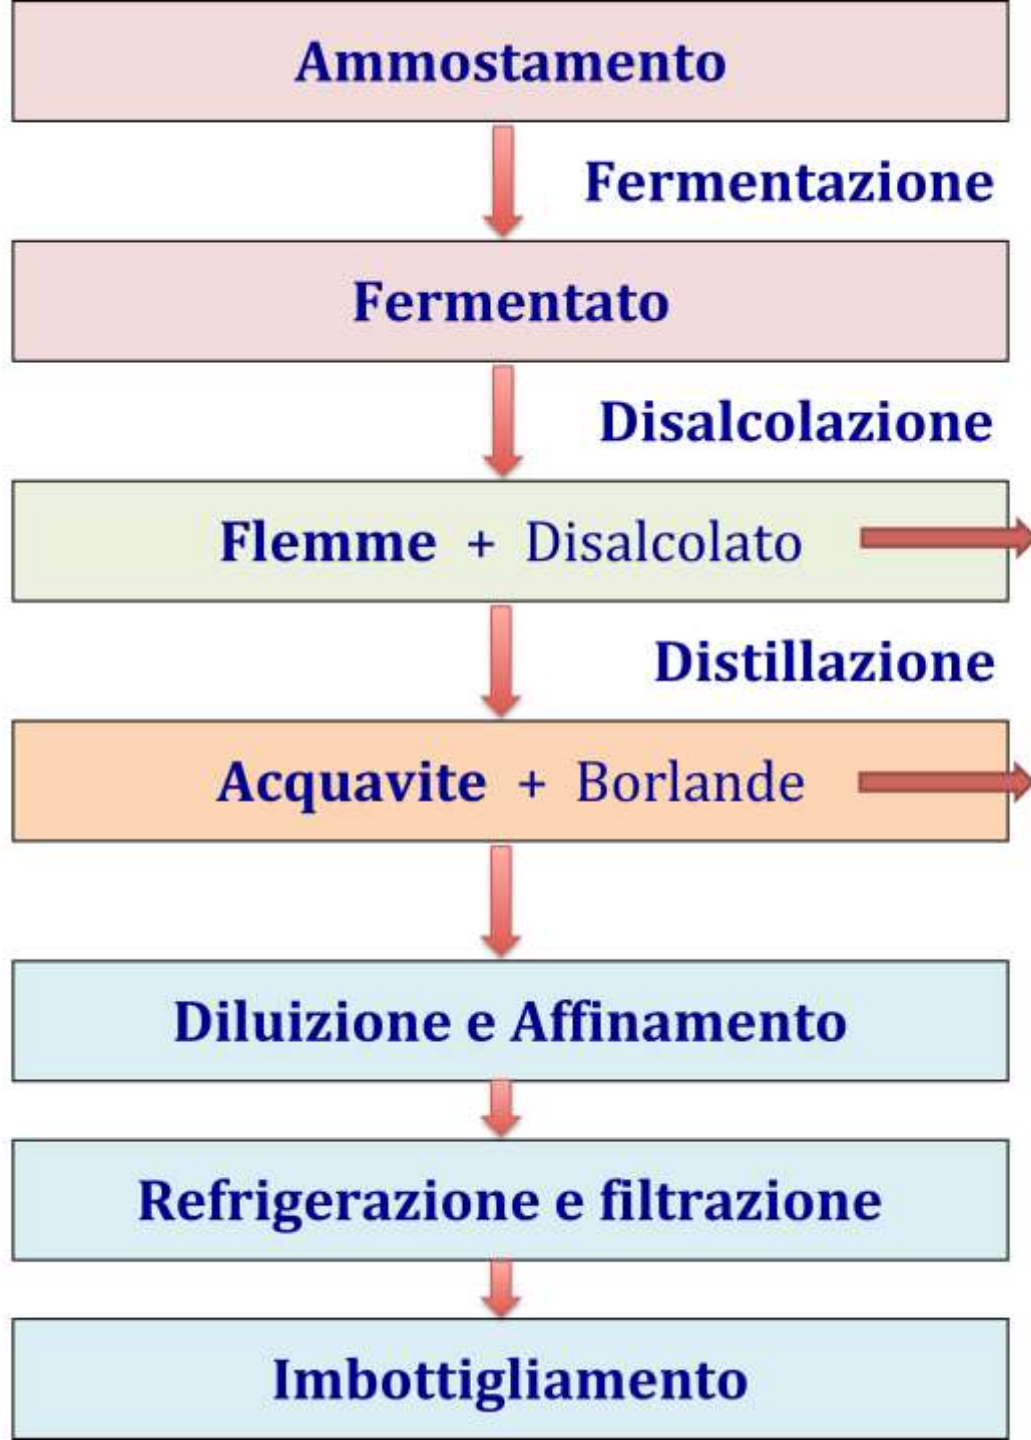 Ammostamento
Fermentazione
Fermentato
Disalcolazione
Flemme + Disalcolato
Distillazione
Acquavite + Borlande
Diluizione e Affinamento
Refrigerazione e filtrazione
Imbottigliamento